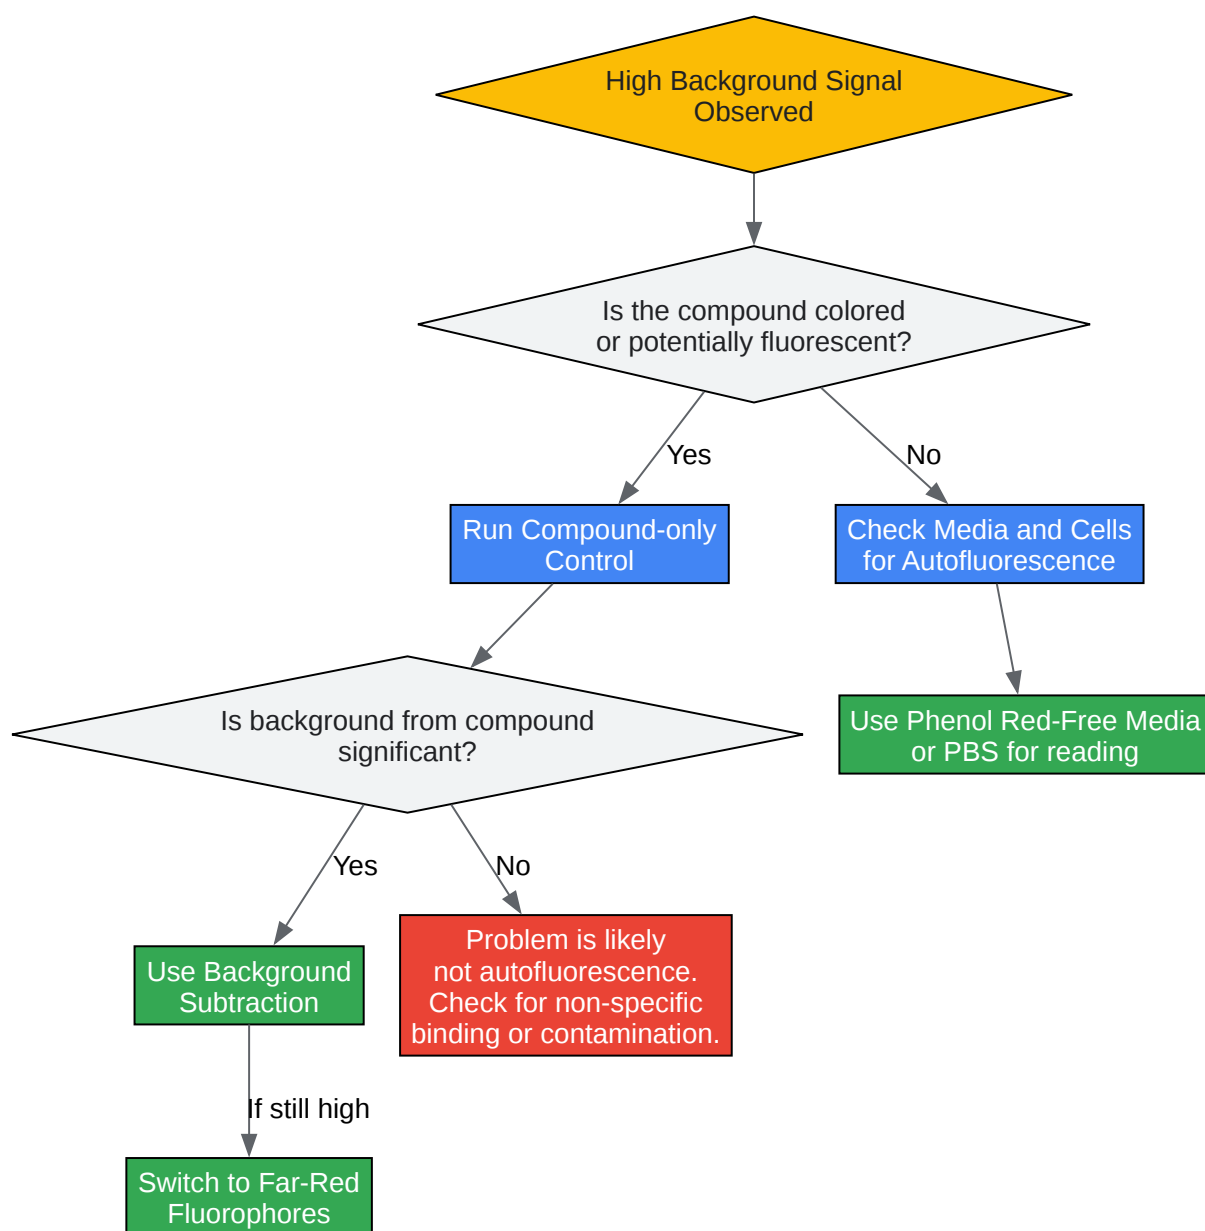 High Background Signal
Observed
Is the compound colored
or potentially fluorescent?
Yes
No
Run Compound-only
Control
Check Media and Cells
for Autofluorescence
Is background from compound
significant?
Use Phenol Red-Free Media
or PBS for reading
Yes
No
Use Background
Subtraction
Problem is likely
not autofluorescence.
Check for non-specific
binding or contamination.
If still high
Switch to Far-Red
Fluorophores